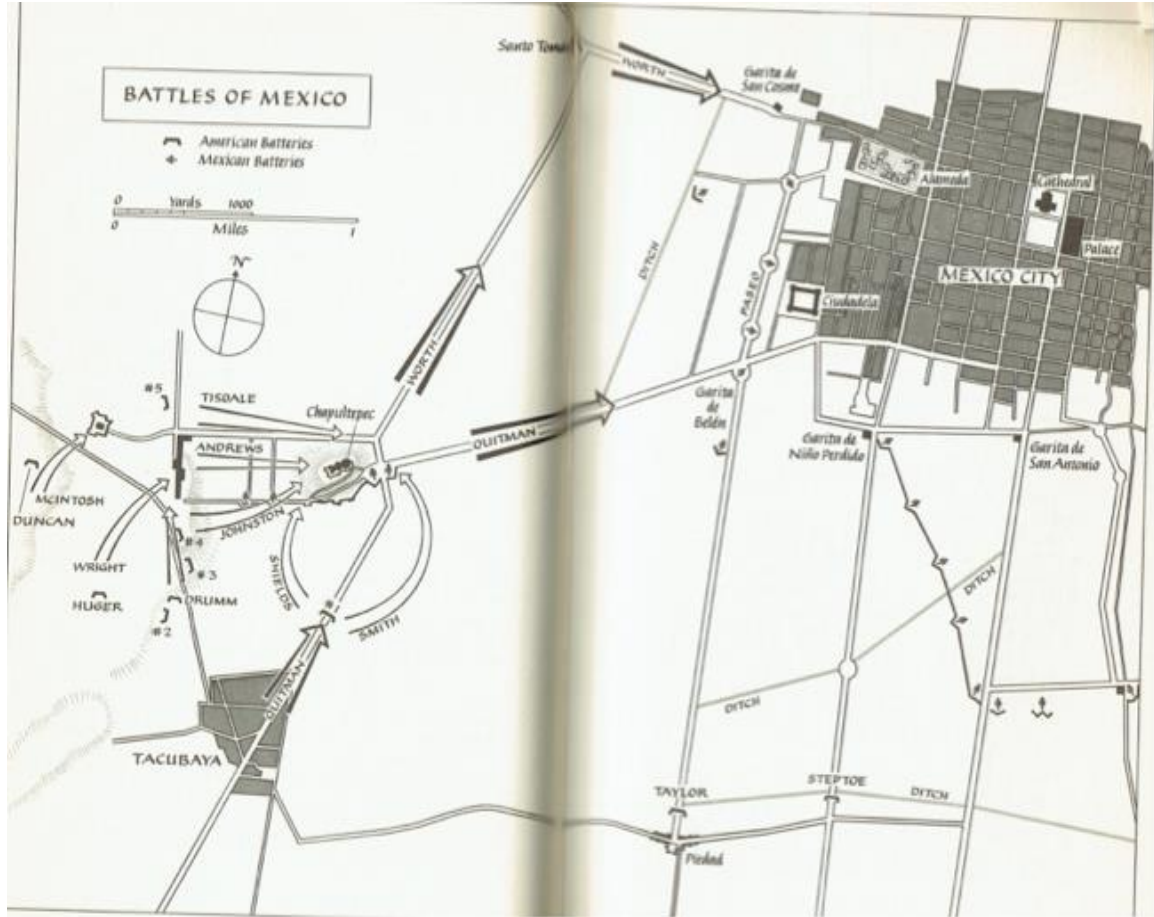 BATTLES OF MEXICO
American Batteries
Mexican Batteries
0 Yards 1000
0 Miles 1
N
Santo Tomás
WORTH
Garita de
San Cosme
Alameda
Cathedral
Palace
MEXICO CITY
DITCH
PASEO
Ciudadela
WORTH
#5
TISDALE
Chapultepec
ANDREWS
QUITMAN
Garita
de
Belén
Garita de
Niño Perdido
Garita de
San Antonio
MCINTOSH
DUNCAN
JOHNSTON
#4
WRIGHT
#3
SHIELDS
HUGER
DRUMM
#2
SMITH
DITCH
QUITMAN
DITCH
TACUBAYA
TAYLOR
STEPTOE
DITCH
Piedad